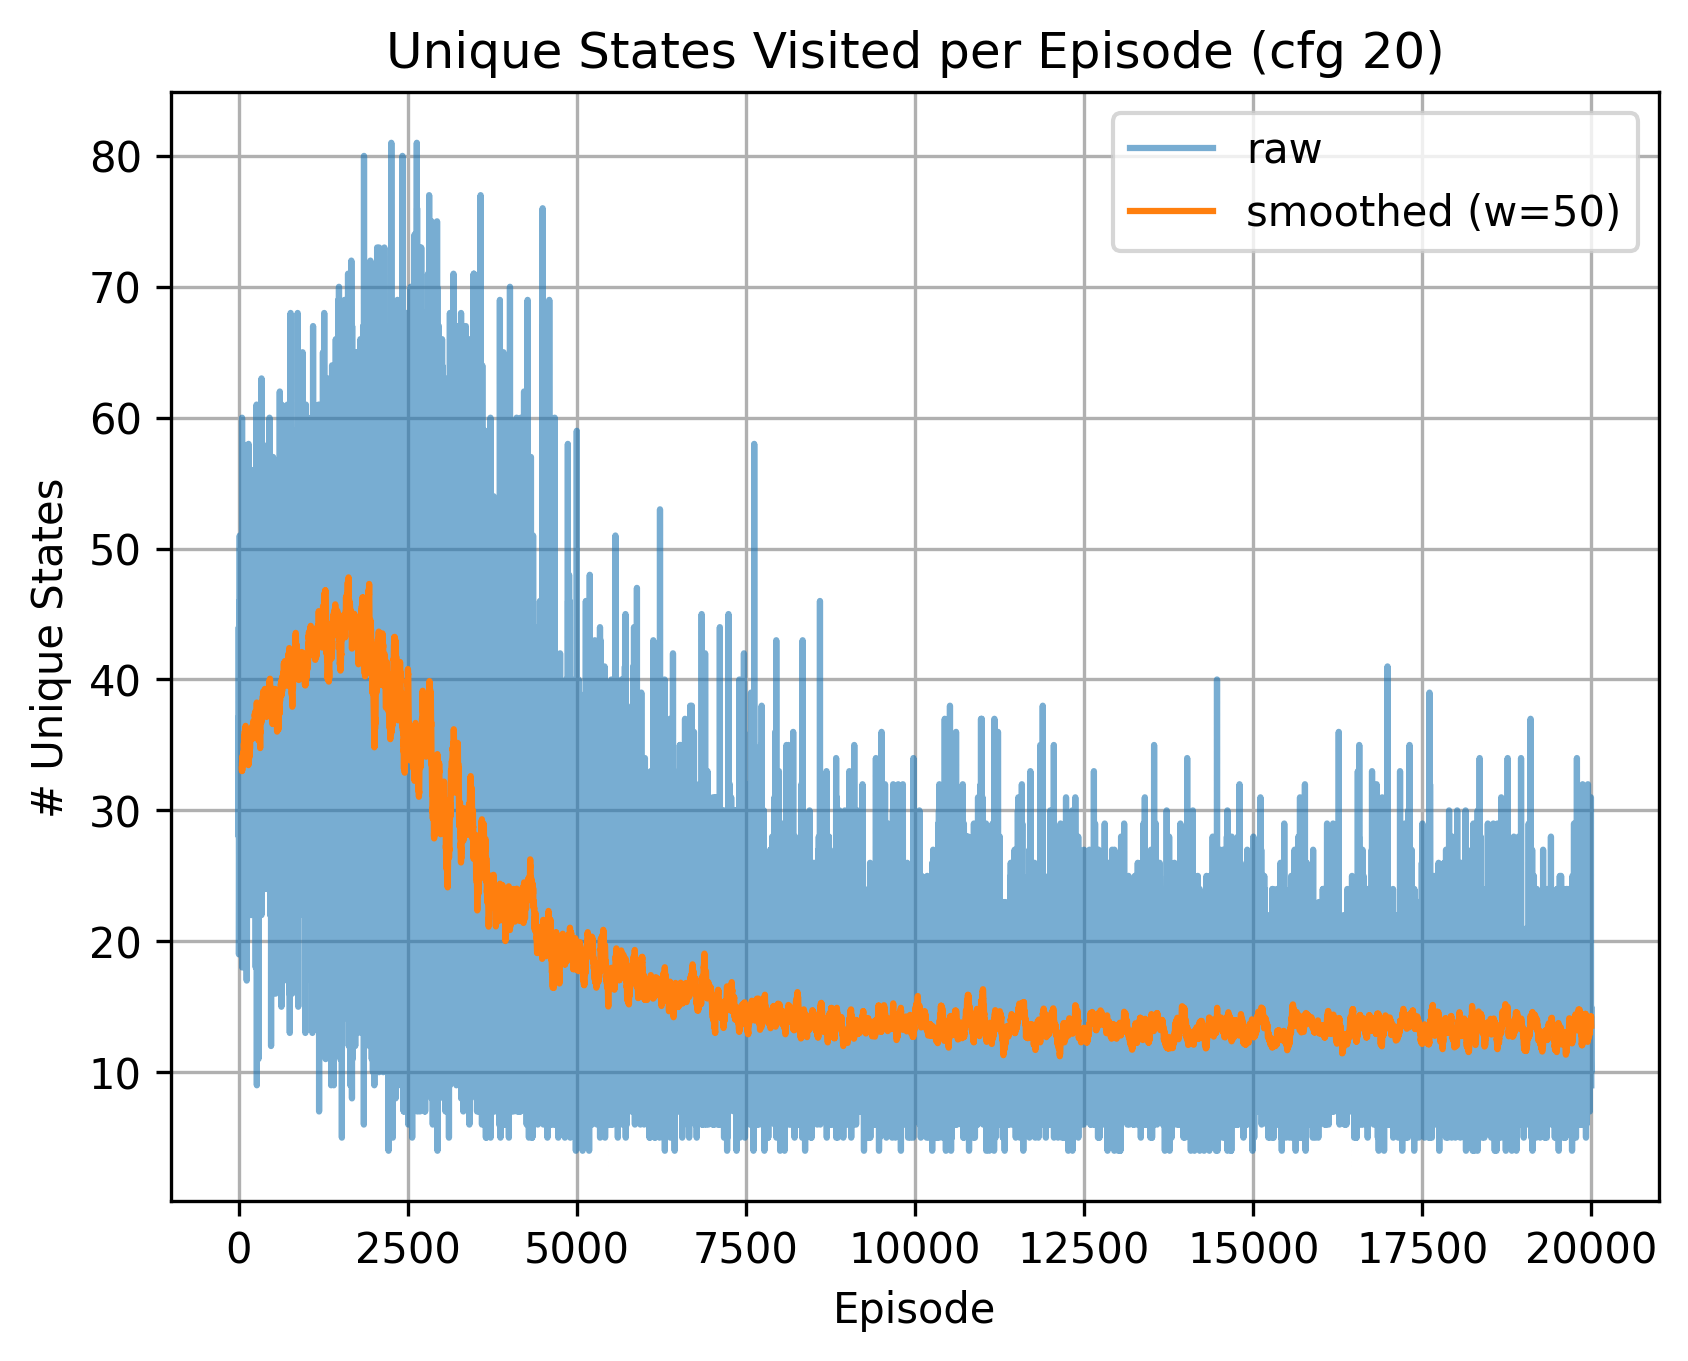 Unique States Visited per Episode (cfg 20)
raw
smoothed (w=50)
# Unique States
80
70
60
50
40
30
20
10
0 2500 5000 7500 10000 12500 15000 17500 20000
Episode